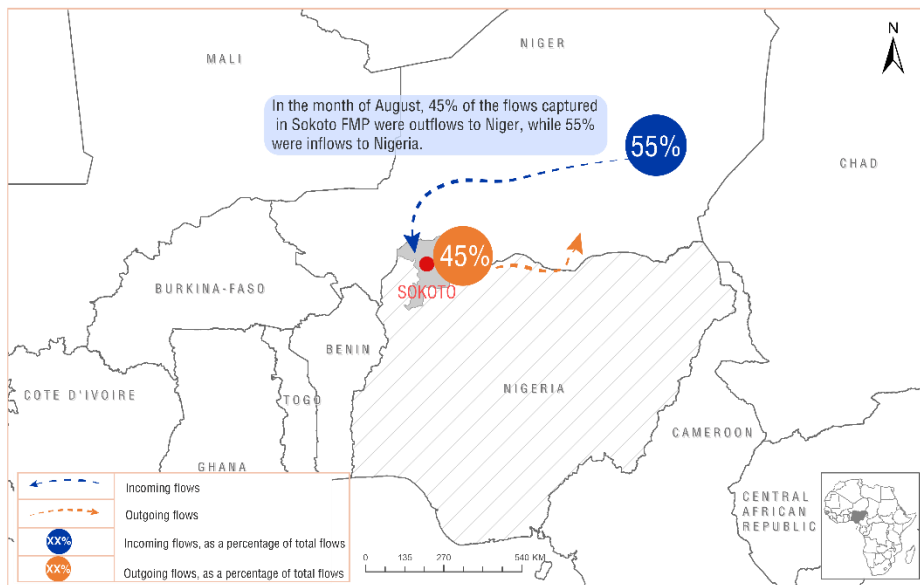 N
NIGER
MALI
In the month of August, 45% of the flows captured
in Sokoto FMP were outflows to Niger, while 55%
were inflows to Nigeria.
55%
CHAD
45%
SOKOTO
BURKINA-FASO
BENIN
NIGERIA
COTE D'IVOIRE
TOGO
CAMEROON
GHANA
CENTRAL
AFRICAN
REPUBLIC
Incoming flows
Outgoing flows
XX%
Incoming flows, as a percentage of total flows
XX%
Outgoing flows, as a percentage of total flows
0 135 270 540 KM